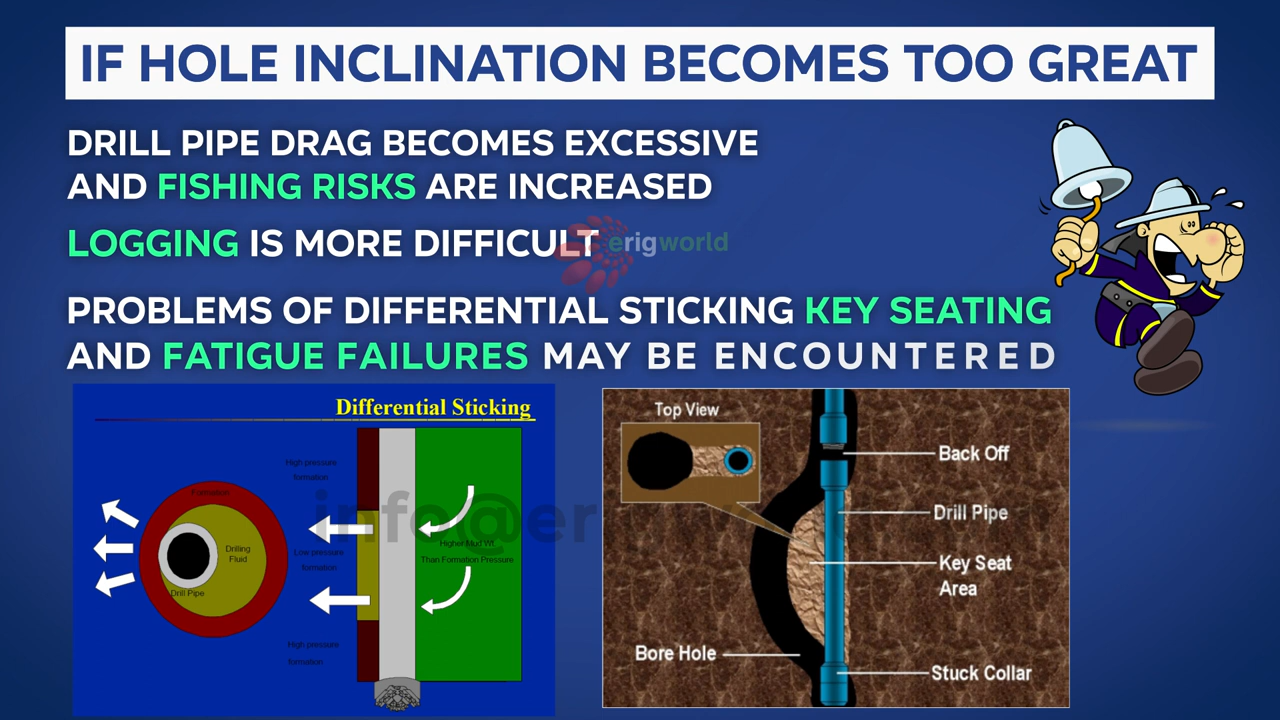 IF HOLE INCLINATION BECOMES TOO GREAT
DRILL PIPE DRAG BECOMES EXCESSIVE
AND FISHING RISKS ARE INCREASED
LOGGING IS MORE DIFFICULT
erigworld
PROBLEMS OF DIFFERENTIAL STICKING KEY SEATING
AND FATIGUE FAILURES MAY BE ENCOUNTERED
Differential Sticking
High pressure
formation
Formation
Drilling
Fluid
Drill Pipe
Low pressure
formation
Higher Mud Wt.
Than Formation Pressure
High pressure
formation
info@er
Top View
Back Off
Drill Pipe
Key Seat
Area
Bore Hole
Stuck Collar